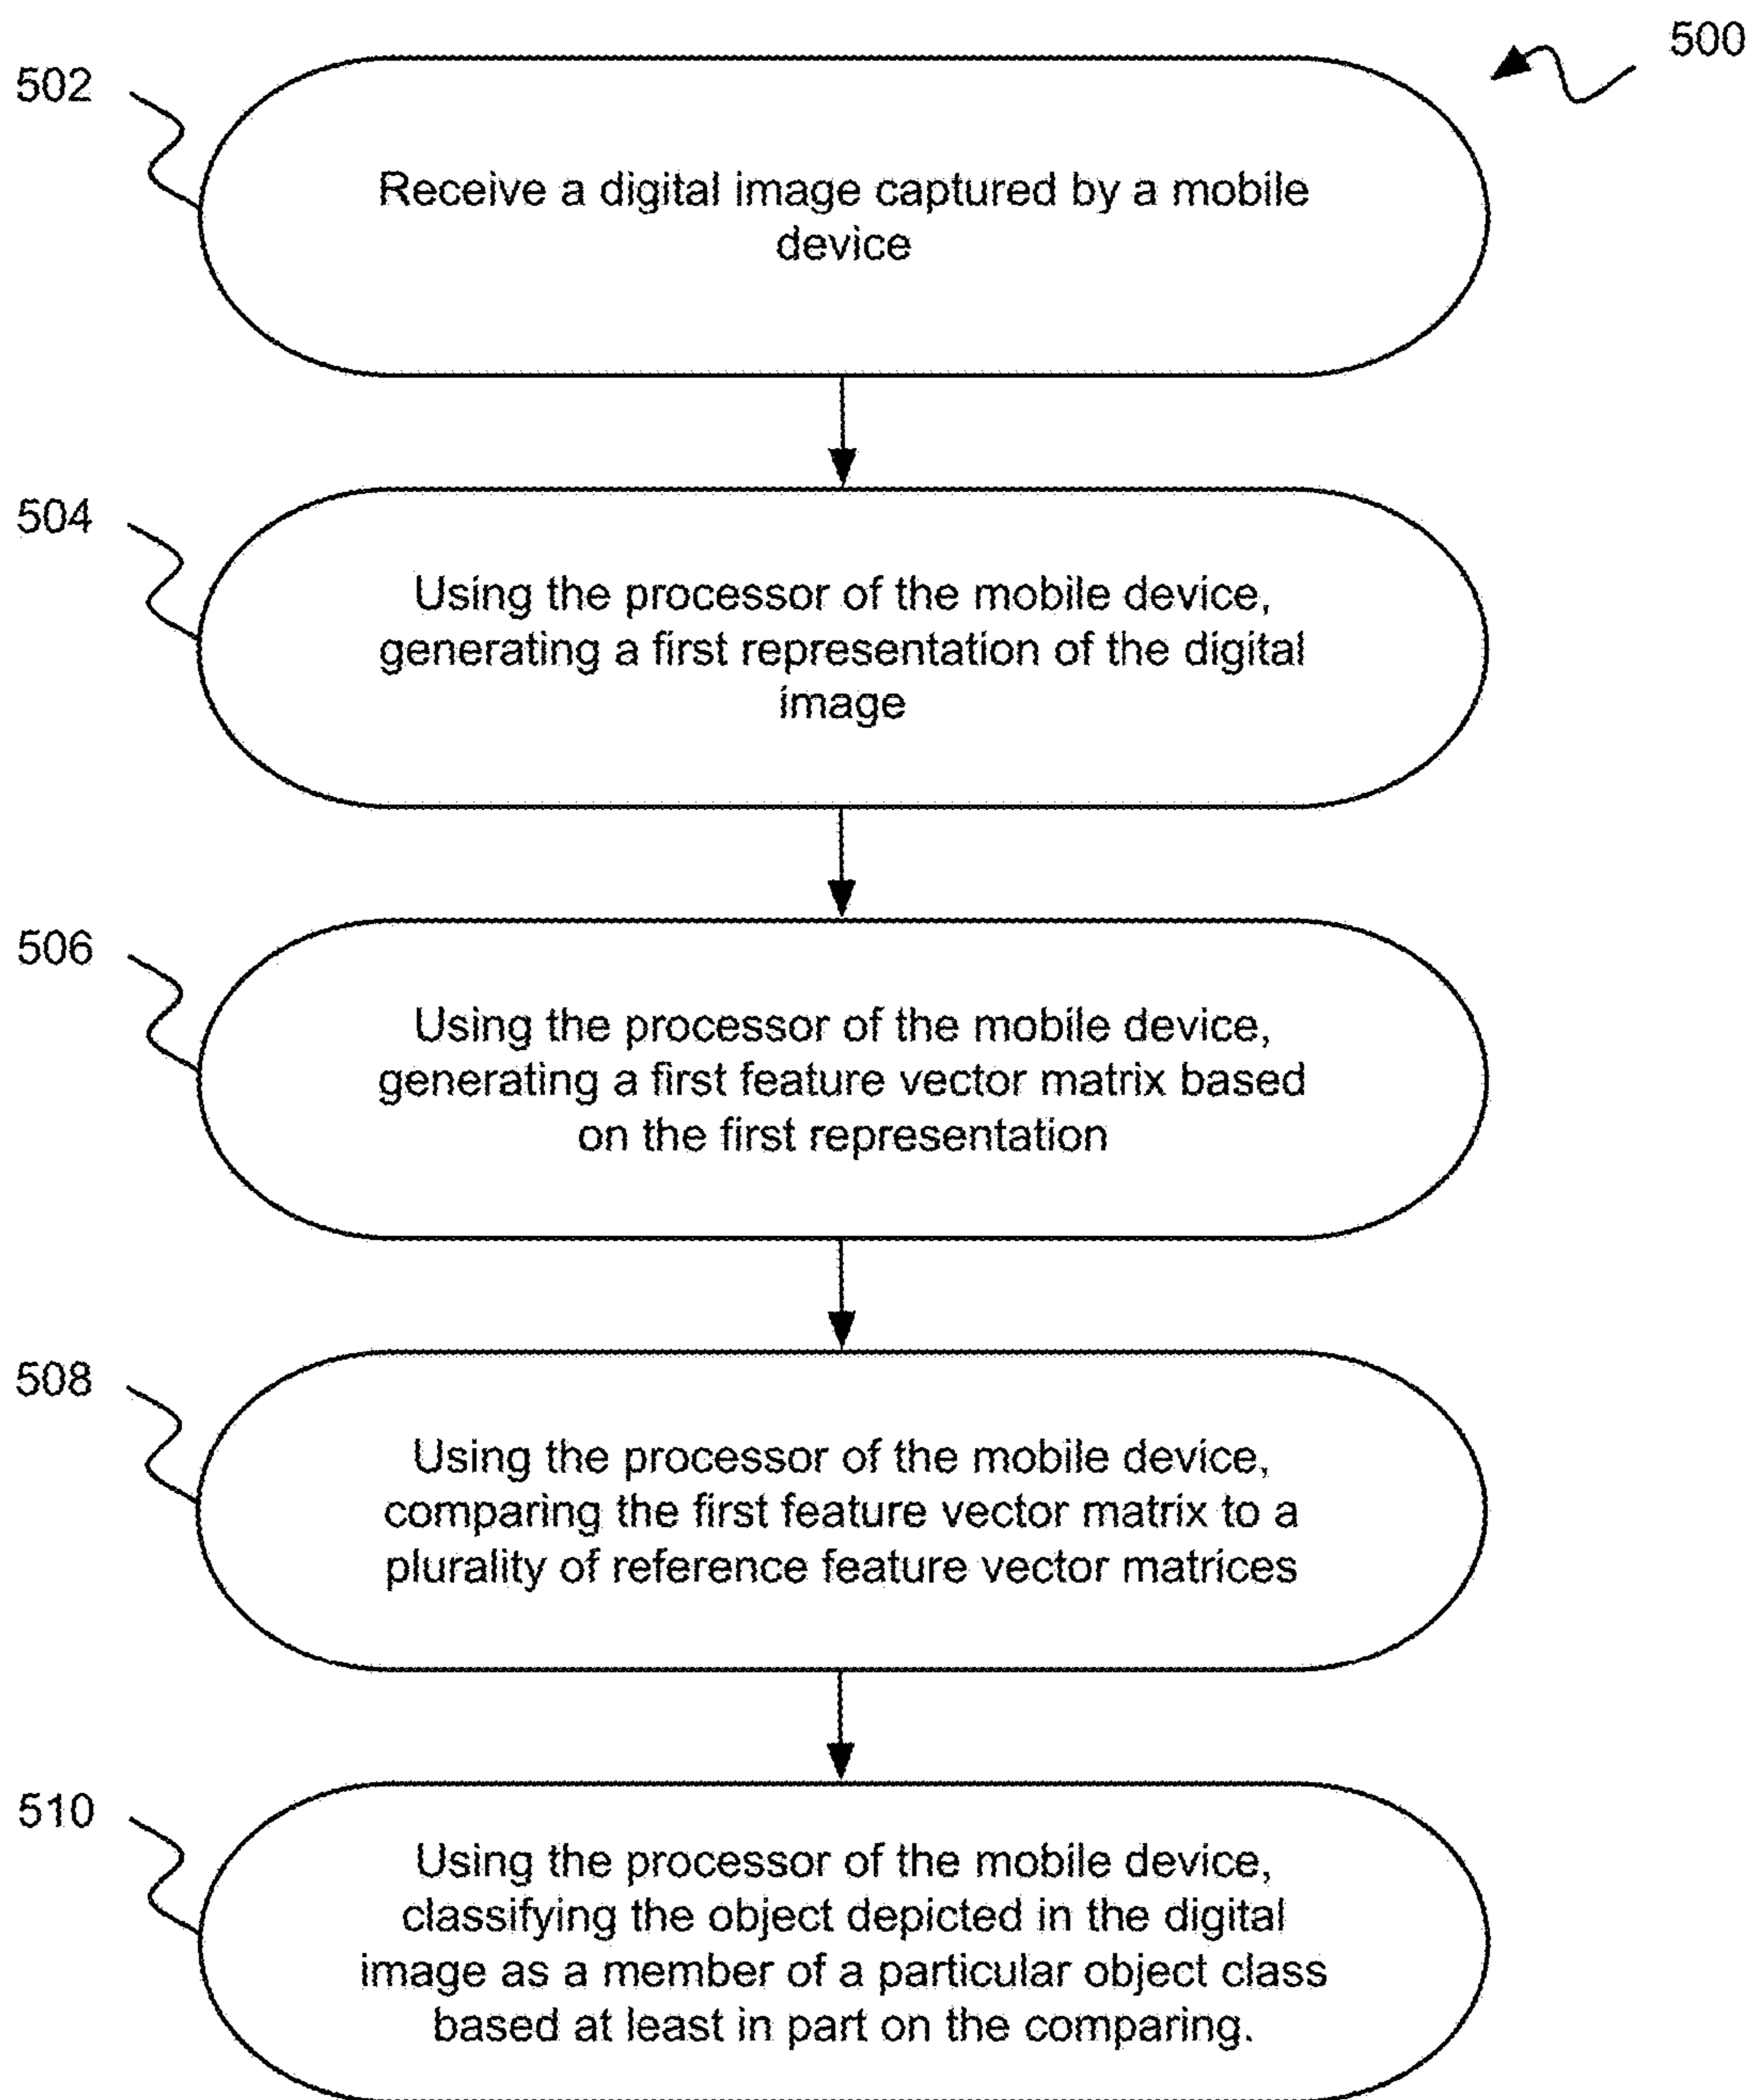 500
502
Receive a digital image captured by a mobile
device
504
Using the processor of the mobile device,
generating a first representation of the digital
image
506
Using the processor of the mobile device,
generating a first feature vector matrix based
on the first representation
508
Using the processor of the mobile device,
comparing the first feature vector matrix to a
plurality of reference feature vector matrices
510
Using the processor of the mobile device,
classifying the object depicted in the digital
image as a member of a particular object class
based at least in part on the comparing.